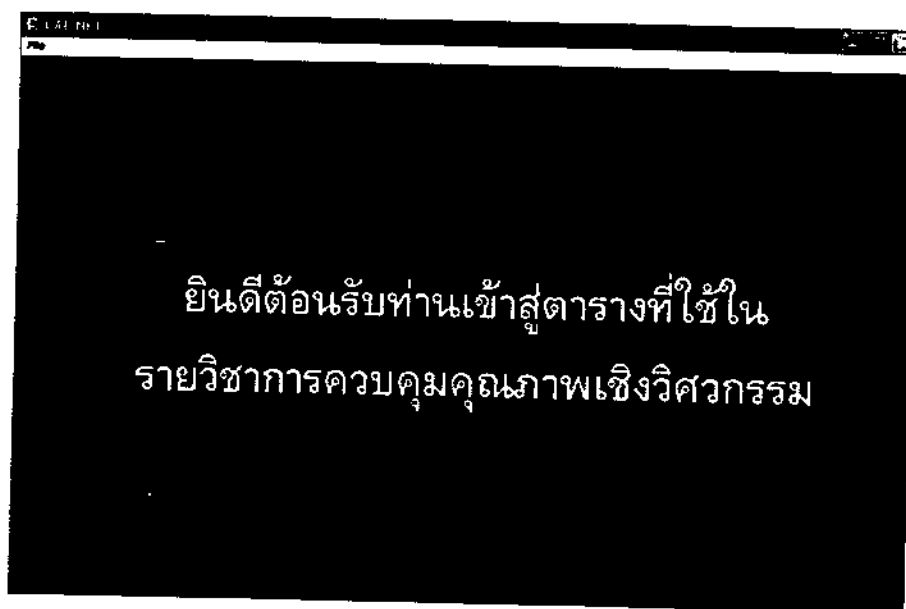 File
ยินดีต้อนรับท่านเข้าสู่ตารางที่ใช้ใน
รายวิชาการควบคุมคุณภาพเชิงวิศวกรรม